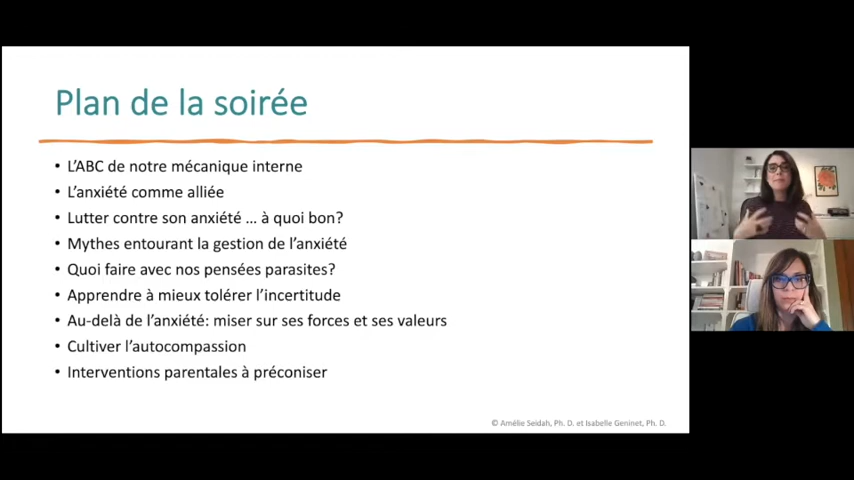 Plan de la soirée
• L'ABC de notre mécanique interne
• L'anxiété comme alliée
• Lutter contre son anxiété ... à quoi bon?
• Mythes entourant la gestion de l'anxiété
• Quoi faire avec nos pensées parasites?
• Apprendre à mieux tolérer l'incertitude
• Au-delà de l'anxiété: miser sur ses forces et ses valeurs
• Cultiver l'autocompassion
• Interventions parentales à préconiser
© Amélie Seidah, Ph. D. et Isabelle Geninet, Ph. D.